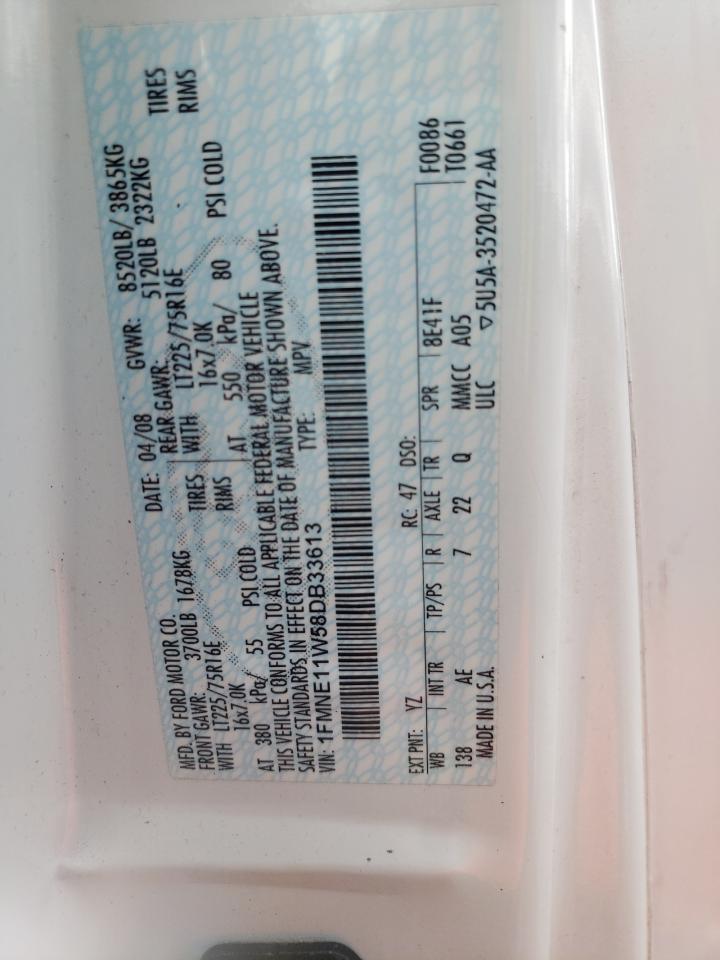 MFD. BY FORD MOTOR CO. DATE: 04/08 GVWR: 8520LB/ 3865KG
FRONT GAWR: 3700LB 1678KG REAR GAWR: 5120LB 2322KG
WITH LT225/75R16E TIRES WITH LT225/75R16E TIRES
16x7.0K RIMS 16x7.0K RIMS
AT 380 kPa/ 55 PSI COLD AT 550 kPa/ 80 PSI COLD
THIS VEHICLE CONFORMS TO ALL APPLICABLE FEDERAL MOTOR VEHICLE
SAFETY STANDARDS IN EFFECT ON THE DATE OF MANUFACTURE SHOWN ABOVE.
VIN: 1FMNE11W58DB33613 TYPE: MPV
EXT PNT: YZ RC: 47 DSO: F0086
WB INT TR TP/PS R AXLE TR SPR 8E41F T0661
138 AE 7 22 Q MMCC A05
MADE IN U.S.A. ULC ▽5U5A-3520472-AA